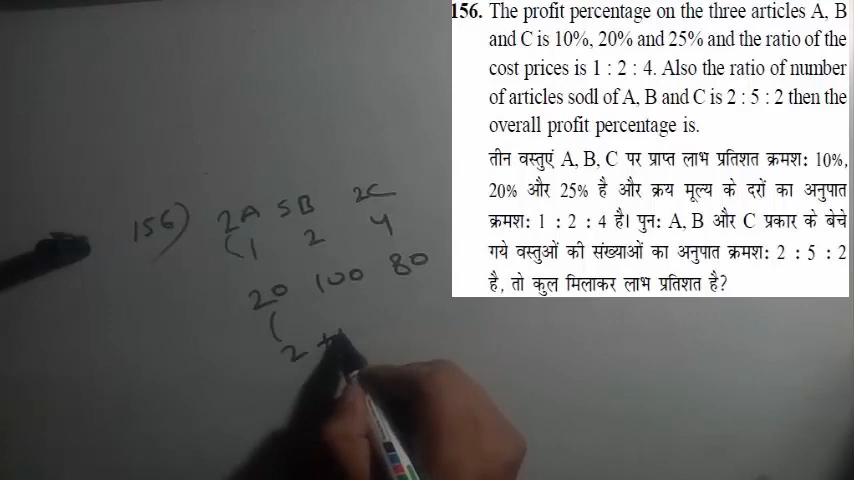 156. The profit percentage on the three articles A, B
and C is 10%, 20% and 25% and the ratio of the
cost prices is 1 : 2 : 4. Also the ratio of number
of articles sodl of A, B and C is 2 : 5 : 2 then the
overall profit percentage is.
तीन वस्तुएं A, B, C पर प्राप्त लाभ प्रतिशत क्रमश: 10%,
20% और 25% है और क्रय मूल्य के दरों का अनुपात
क्रमश: 1 : 2 : 4 है। पुन: A, B और C प्रकार के बेचे
गये वस्तुओं की संख्याओं का अनुपात क्रमश: 2 : 5 : 2
है, तो कुल मिलाकर लाभ प्रतिशत है?
156) 2A 5B 2C
(1 2 4
20 100 80
(
2 +